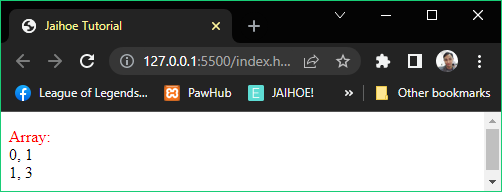 Jaihoe Tutorial
127.0.0.1:5500/index.h...
League of Legends...
PawHub
JAIHOE!
Other bookmarks
Array:
0, 1
1, 3